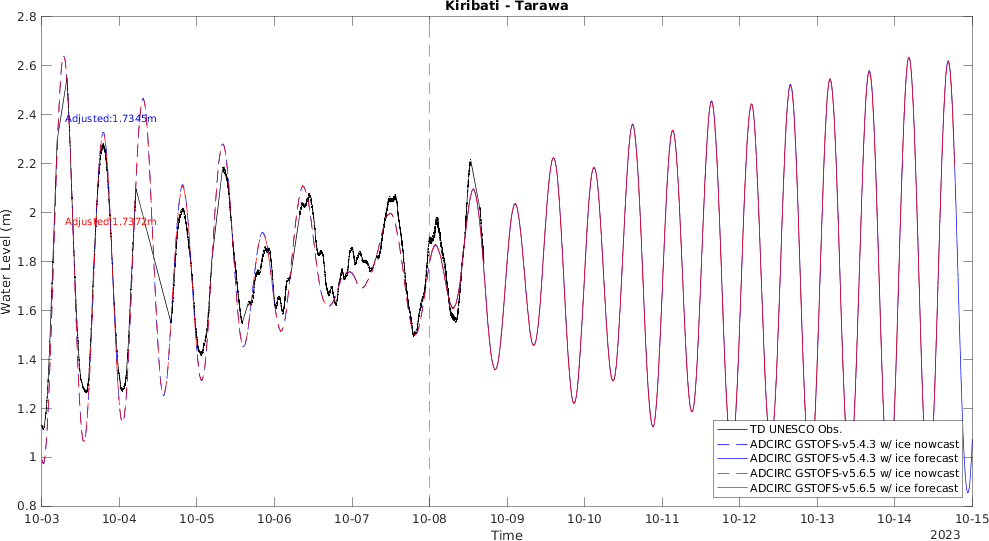 Kiribati - Tarawa
2.8
2.6
2.4
2.2
2
1.8
1.6
1.4
1.2
1
0.8
Water Level (m)
Adjusted:1.7345m
Adjusted:1.7372m
TD UNESCO Obs.
ADCIRC GSTOFS-v5.4.3 w/ ice nowcast
ADCIRC GSTOFS-v5.4.3 w/ ice forecast
ADCIRC GSTOFS-v5.6.5 w/ ice nowcast
ADCIRC GSTOFS-v5.6.5 w/ ice forecast
10-03 10-04 10-05 10-06 10-07 10-08 10-09 10-10 10-11 10-12 10-13 10-14 10-15
Time
2023